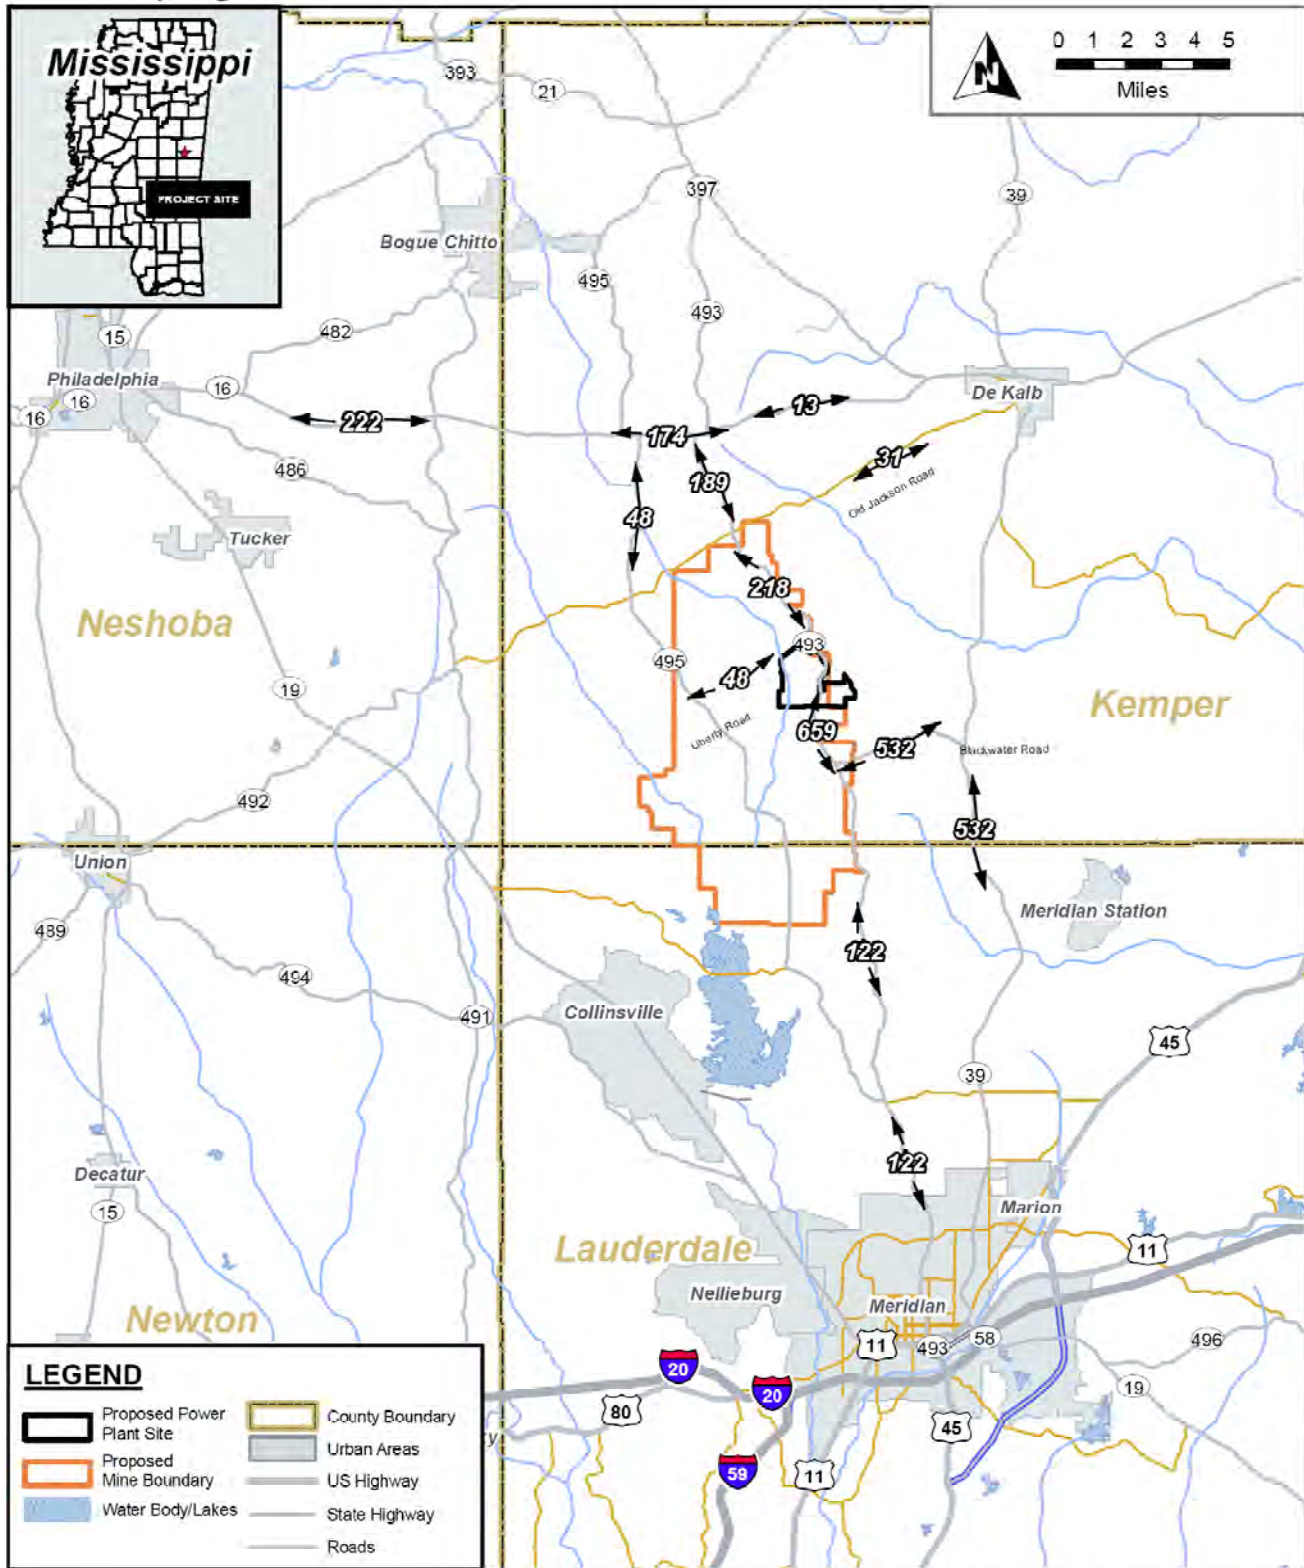 Mississippi
PROJECT SITE
N
0 1 2 3 4 5
Miles
393
21
397
39
Bogue Chitto
495
493
15
482
Philadelphia
16
16
16
De Kalb
222
13
174
31
486
189
Old Jackson Road
48
Tucker
218
Neshoba
493
495
48
19
Kemper
659
Liberty Road
532
Blackwater Road
492
532
Union
Meridian Station
489
122
494
Collinsville
491
45
39
122
Decatur
15
Marion
11
Lauderdale
Nellieburg
Newton
Meridian
11
493
58
496
20
20
19
80
45
59
11
y
LEGEND
Proposed Power
Plant Site
Proposed
Mine Boundary
Water Body/Lakes
County Boundary
Urban Areas
US Highway
State Highway
Roads